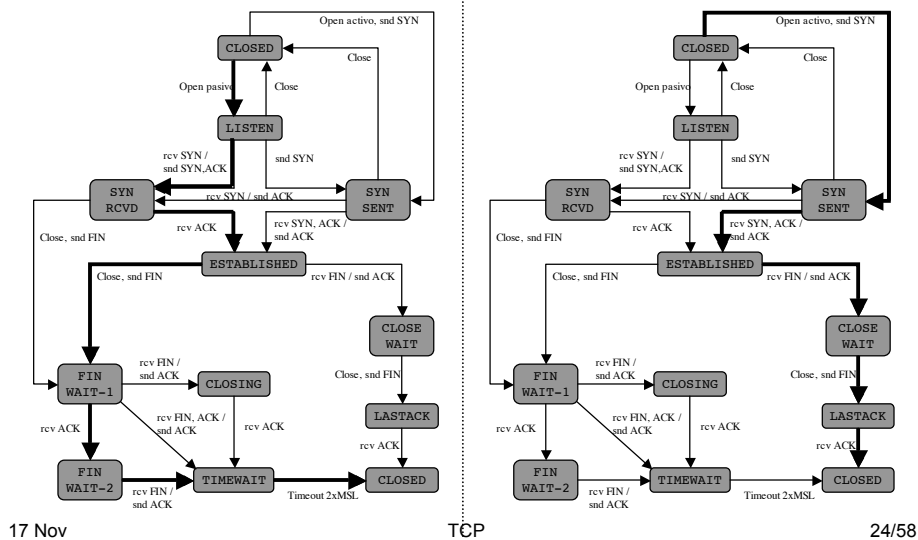 Open activo, snd SYN
CLOSED
Close
Open pasivo
Close
LISTEN
rcv SYN /
snd SYN,ACK
snd SYN
SYN
RCVD
rcv SYN / snd ACK
SYN
SENT
rcv ACK
rcv SYN, ACK /
snd ACK
Close, snd FIN
ESTABLISHED
Close, snd FIN
rcv FIN / snd ACK
CLOSE
WAIT
rcv FIN /
snd ACK
FIN
WAIT-1
CLOSING
Close, snd FIN
rcv FIN, ACK /
snd ACK
LASTACK
rcv ACK
rcv ACK
rcv ACK
FIN
WAIT-2
rcv FIN /
snd ACK
TIMEWAIT
Timeout 2xMSL
CLOSED
Open activo, snd SYN
CLOSED
Close
Open pasivo
Close
LISTEN
rcv SYN /
snd SYN,ACK
snd SYN
SYN
RCVD
rcv SYN / snd ACK
SYN
SENT
rcv ACK
rcv SYN, ACK /
snd ACK
Close, snd FIN
ESTABLISHED
Close, snd FIN
rcv FIN / snd ACK
CLOSE
WAIT
rcv FIN /
snd ACK
FIN
WAIT-1
CLOSING
Close, snd FIN
rcv FIN, ACK /
snd ACK
LASTACK
rcv ACK
rcv ACK
rcv ACK
FIN
WAIT-2
rcv FIN /
snd ACK
TIMEWAIT
Timeout 2xMSL
CLOSED
17 Nov
TCP
24/58